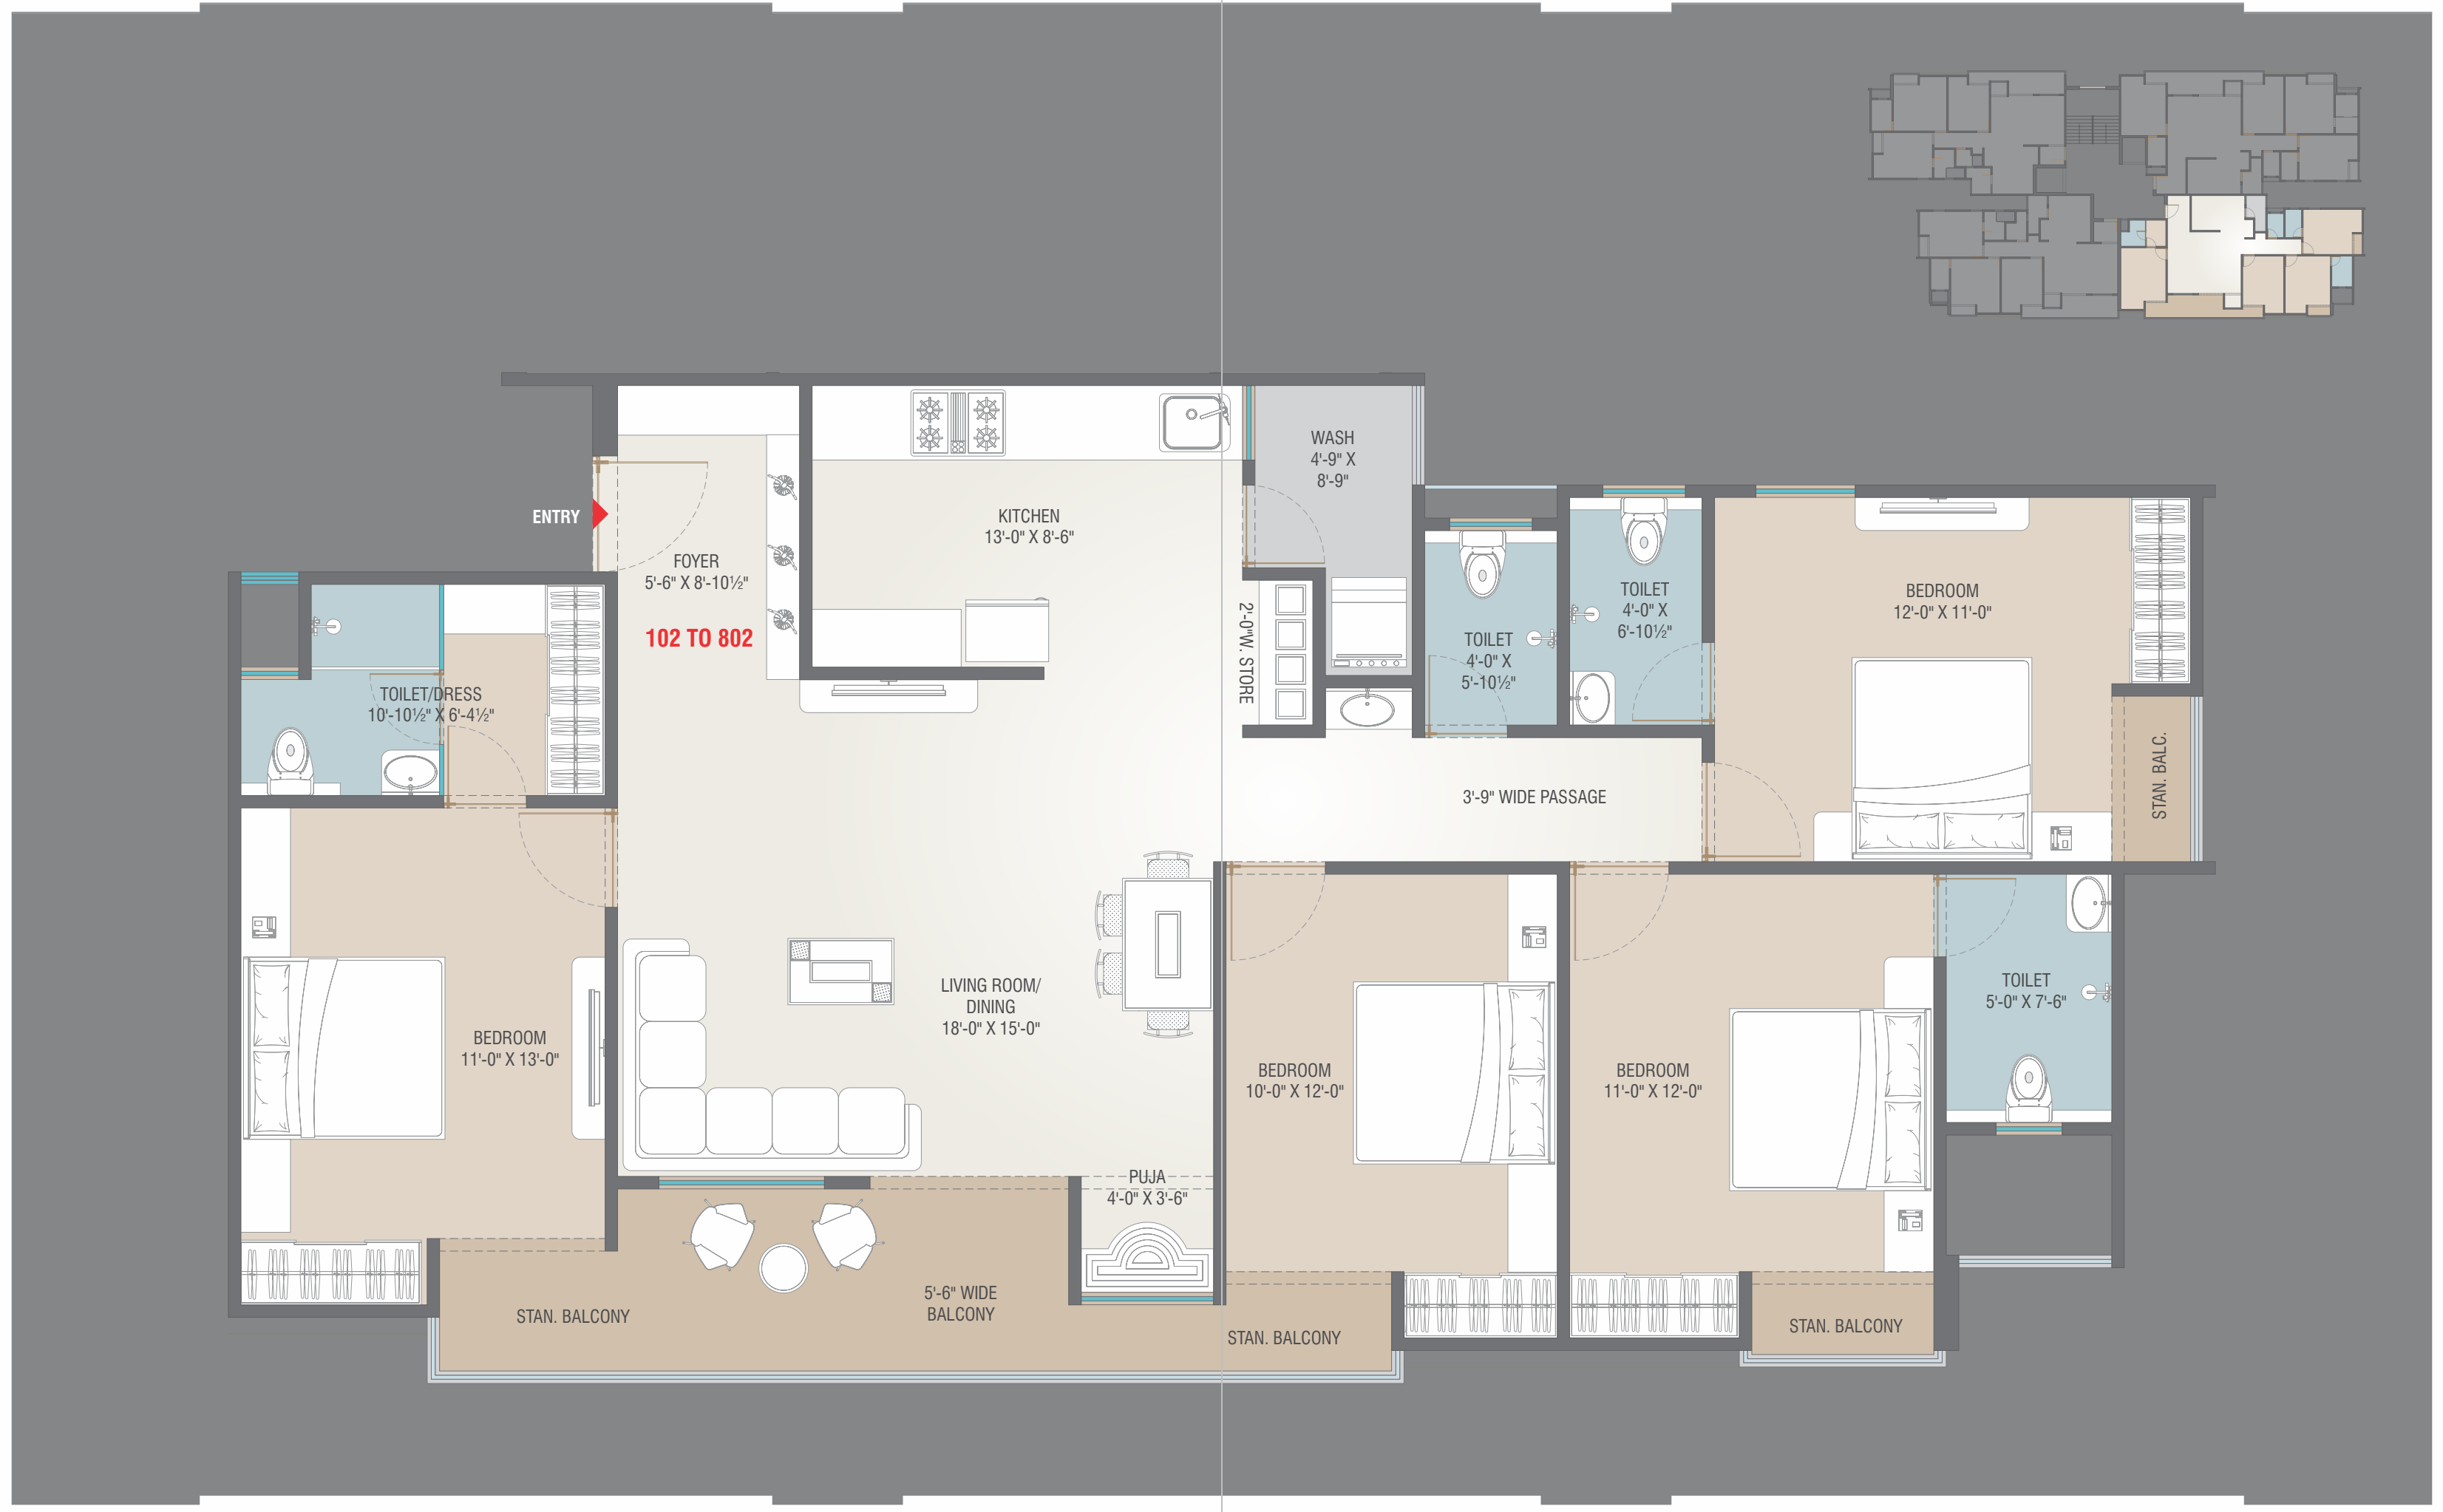 WASH
4'-9" X
8'-9"
ENTRY
KITCHEN
13'-0" X 8'-6"
FOYER
5'-6" X 8'-10½"
102 TO 802
2'-0"W. STORE
TOILET
4'-0" X
5'-10½"
TOILET
4'-0" X
6'-10½"
BEDROOM
12'-0" X 11'-0"
TOILET/DRESS
10'-10½" X 6'-4½"
STAN. BALC.
3'-9" WIDE PASSAGE
LIVING ROOM/
DINING
18'-0" X 15'-0"
TOILET
5'-0" X 7'-6"
BEDROOM
11'-0" X 13'-0"
BEDROOM
10'-0" X 12'-0"
BEDROOM
11'-0" X 12'-0"
PUJA
4'-0" X 3'-6"
STAN. BALCONY
5'-6" WIDE
BALCONY
STAN. BALCONY
STAN. BALCONY